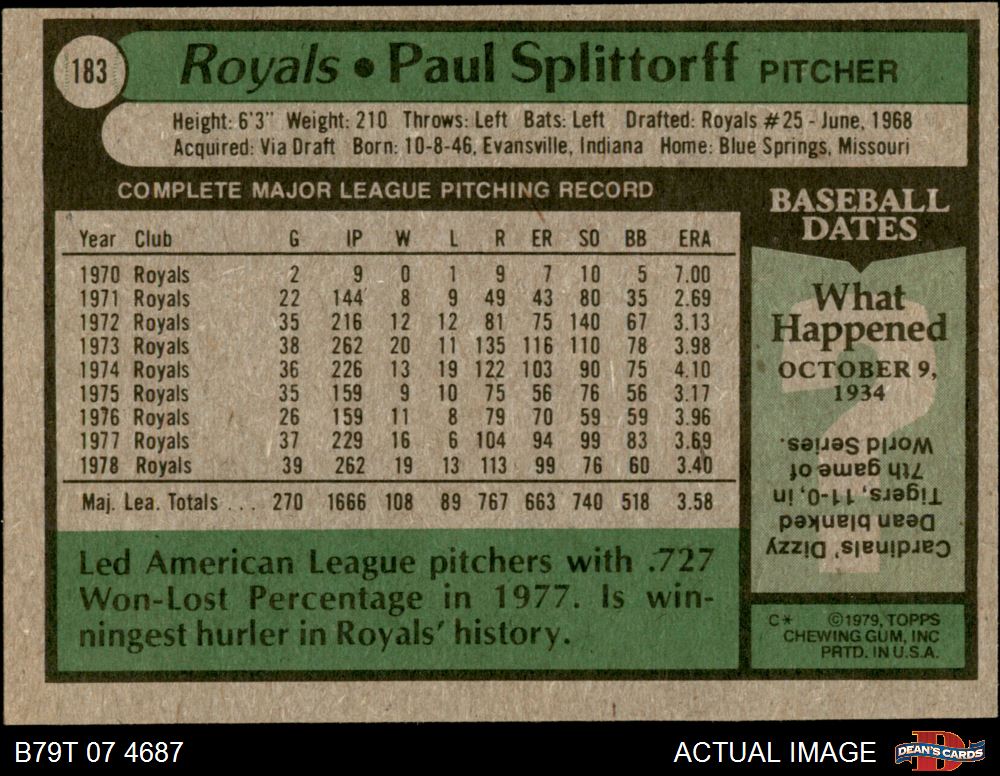 183
Royals • Paul Splittorff PITCHER
Height: 6'3" Weight: 210 Throws: Left Bats: Left Drafted: Royals #25 - June, 1968
Acquired: Via Draft Born: 10-8-46, Evansville, Indiana Home: Blue Springs, Missouri
COMPLETE MAJOR LEAGUE PITCHING RECORD
Year Club G IP W L R ER SO BB ERA
1970 Royals 2 9 0 1 9 7 10 5 7.00
1971 Royals 22 144 8 9 49 43 80 35 2.69
1972 Royals 35 216 12 12 81 75 140 67 3.13
1973 Royals 38 262 20 11 135 116 110 78 3.98
1974 Royals 36 226 13 19 122 103 90 75 4.10
1975 Royals 35 159 9 10 75 56 76 56 3.17
1976 Royals 26 159 11 8 79 70 59 59 3.96
1977 Royals 37 229 16 6 104 94 99 83 3.69
1978 Royals 39 262 19 13 113 99 76 60 3.40
Maj. Lea. Totals ... 270 1666 108 89 767 663 740 518 3.58
Led American League pitchers with .727
Won-Lost Percentage in 1977. Is win-
ningest hurler in Royals' history.
BASEBALL
DATES
What
Happened
OCTOBER 9,
1934
?
Cardinals' Dizzy
Dean blanked
Tigers, 11-0, in
7th game of
World Series.
C* ©1979, TOPPS
CHEWING GUM, INC
PRTD. IN U.S.A.
B79T 07 4687
ACTUAL IMAGE
DEAN'S CARDS